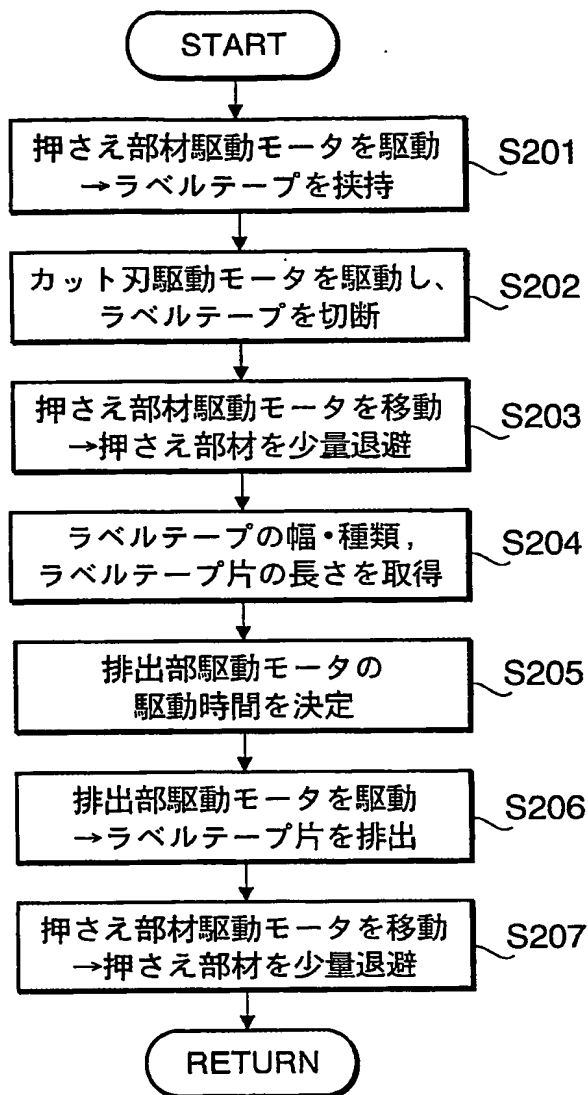 START
押さえ部材駆動モータを駆動
→ラベルテープを挟持
S201
カット刃駆動モータを駆動し、
ラベルテープを切断
S202
押さえ部材駆動モータを移動
→押さえ部材を少量退避
S203
ラベルテープの幅・種類,
ラベルテープ片の長さを取得
S204
排出部駆動モータの
駆動時間を決定
S205
排出部駆動モータを駆動
→ラベルテープ片を排出
S206
押さえ部材駆動モータを移動
→押さえ部材を少量退避
S207
RETURN